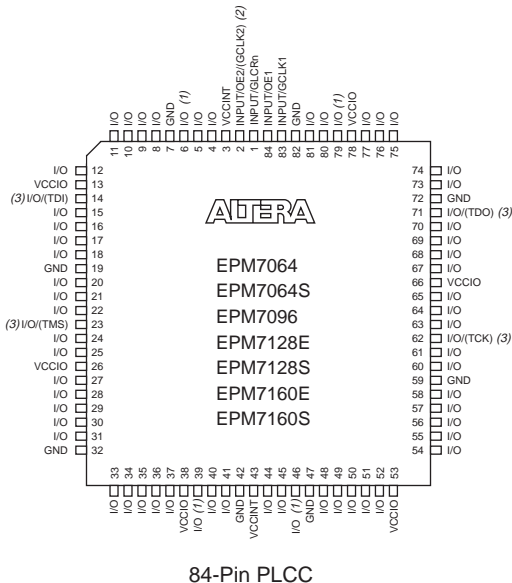 I/O
I/O
I/O
I/O
GND
I/O (1)
I/O
I/O
VCCINT
INPUT/OE2/(GCLK2) (2)
INPUT/GLCRn
INPUT/OE1
INPUT/GCLK1
GND
I/O
I/O
I/O (1)
VCCIO
I/O
I/O
I/O
11
10
9
8
7
6
5
4
3
2
1
84
83
82
81
80
79
78
77
76
75
I/O 12
VCCIO 13
(3) I/O/(TDI) 14
I/O 15
I/O 16
I/O 17
I/O 18
GND 19
I/O 20
I/O 21
I/O 22
(3) I/O/(TMS) 23
I/O 24
I/O 25
VCCIO 26
I/O 27
I/O 28
I/O 29
I/O 30
I/O 31
GND 32
ALTERA
EPM7064
EPM7064S
EPM7096
EPM7128E
EPM7128S
EPM7160E
EPM7160S
74 I/O
73 I/O
72 GND
71 I/O/(TDO) (3)
70 I/O
69 I/O
68 I/O
67 I/O
66 VCCIO
65 I/O
64 I/O
63 I/O
62 I/O/(TCK) (3)
61 I/O
60 I/O
59 GND
58 I/O
57 I/O
56 I/O
55 I/O
54 I/O
33
34
35
36
37
38
39
40
41
42
43
44
45
46
47
48
49
50
51
52
53
I/O
I/O
I/O
I/O
I/O
VCCIO
I/O (1)
I/O
I/O
GND
VCCINT
I/O
I/O
I/O (1)
GND
I/O
I/O
I/O
I/O
I/O
VCCIO
84-Pin PLCC